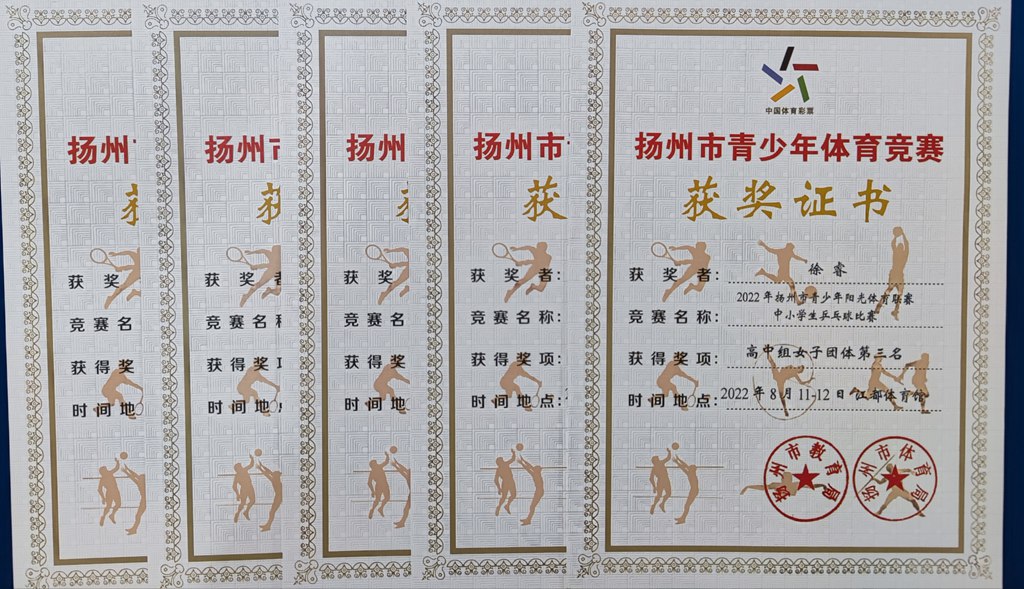 扬州
获
获奖
竞赛名
获得奖
时间地
扬州市
获
获奖者
竞赛名称
获得奖项
时间地点
扬州
获
获奖
竞赛名
获得奖
时间地
扬州市
获
获奖者:
竞赛名称:
获得奖项:
时间地点:
中国体育彩票
扬州市青少年体育竞赛
获奖证书
获奖者: 徐睿
竞赛名称: 2022年扬州市青少年阳光体育联赛
中小学生乒乓球比赛
获得奖项: 高中组女子团体第三名
时间地点: 2022年8月11-12日 江都体育馆
扬州市教育局
扬州市体育局